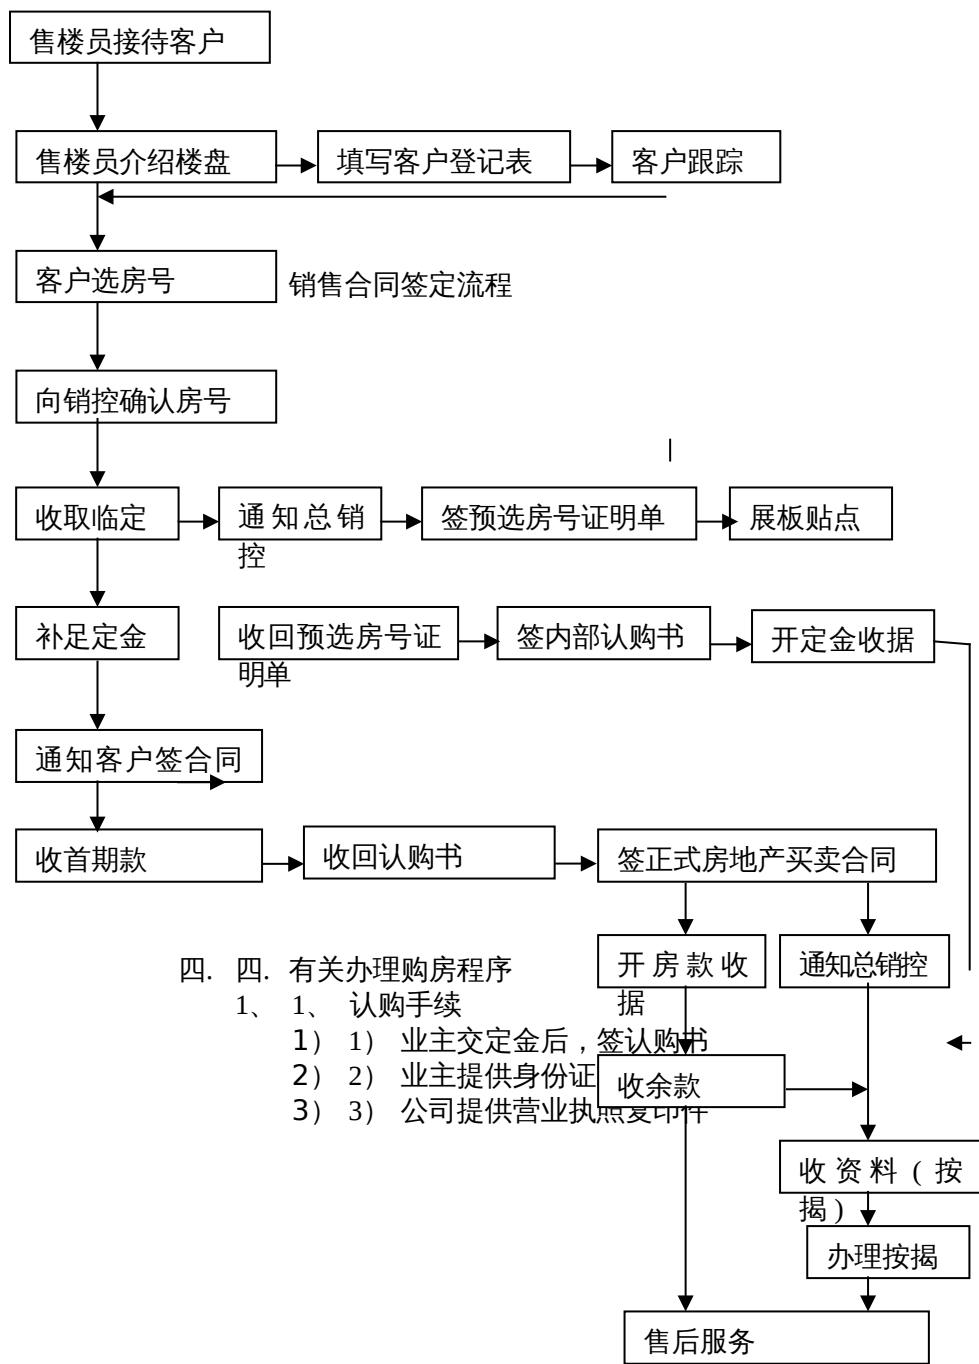 售楼员接待客户
售楼员介绍楼盘
填写客户登记表
客户跟踪
客户选房号
销售合同签定流程
向销控确认房号
收取临定
通知总销
控
签预选房号证明单
展板贴点
补足定金
收回预选房号证
明单
签内部认购书
开定金收据
通知客户签合同
收首期款
收回认购书
签正式房地产买卖合同
四. 四. 有关办理购房程序
1、 1、 认购手续
1） 1） 业主交定金后，签认购书
2） 2） 业主提供身份证
3） 3） 公司提供营业执照复印件
开房款收
据
通知总销控
收余款
收资料(按
揭)
办理按揭
售后服务